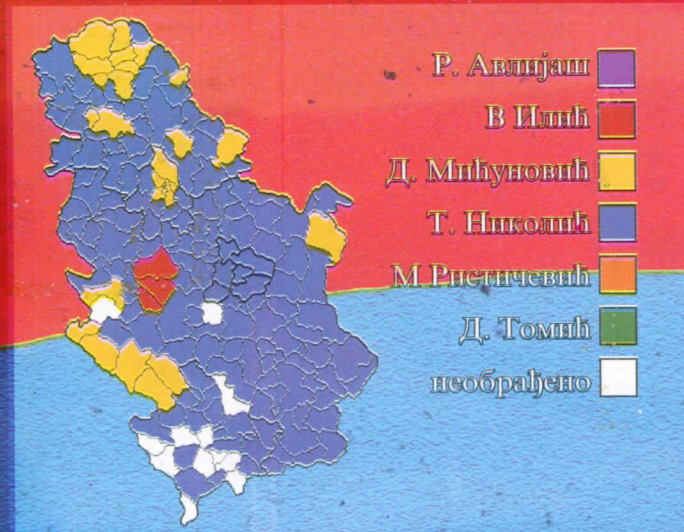 Р. Авлијаш
В Илић
Д. Мићуновић
Т. Николић
М Ристичевић
Д. Томић
необрађено